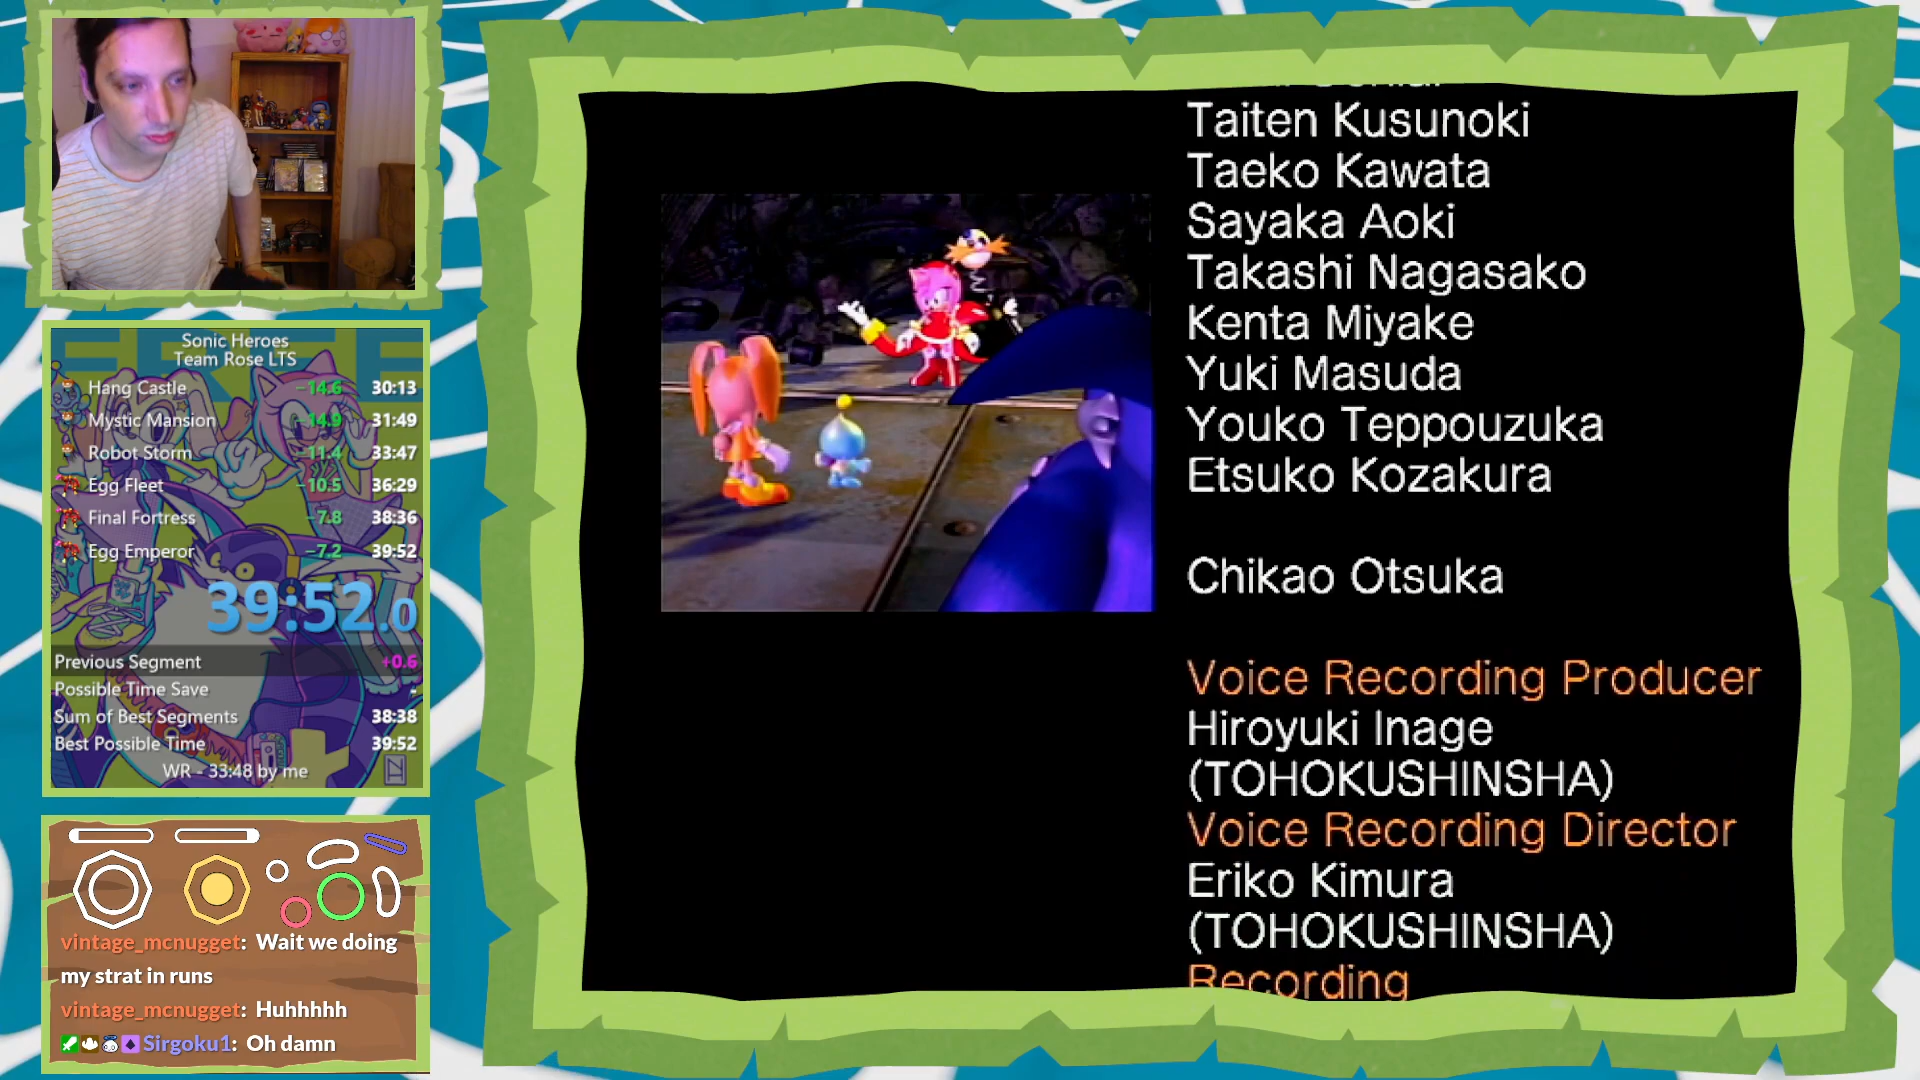 Sonic Heroes
Team Rose LTS
Hang Castle -14.6 30:13
Mystic Mansion -14.9 31:49
Robot Storm -11.4 33:47
Egg Fleet -10.5 36:29
Final Fortress -7.8 38:36
Egg Emperor -7.2 39:52
39:52.0
Previous Segment +0.6
Possible Time Save -
Sum of Best Segments 38:38
Best Possible Time 39:52
WR - 33:48 by me
vintage_mcnugget: Wait we doing
my strat in runs
vintage_mcnugget: Huhhhhh
Sirgoku1: Oh damn
Taiten Kusunoki
Taeko Kawata
Sayaka Aoki
Takashi Nagasako
Kenta Miyake
Yuki Masuda
Youko Teppouzuka
Etsuko Kozakura
Chikao Otsuka
Voice Recording Producer
Hiroyuki Inage
(TOHOKUSHINSHA)
Voice Recording Director
Eriko Kimura
(TOHOKUSHINSHA)
Recording